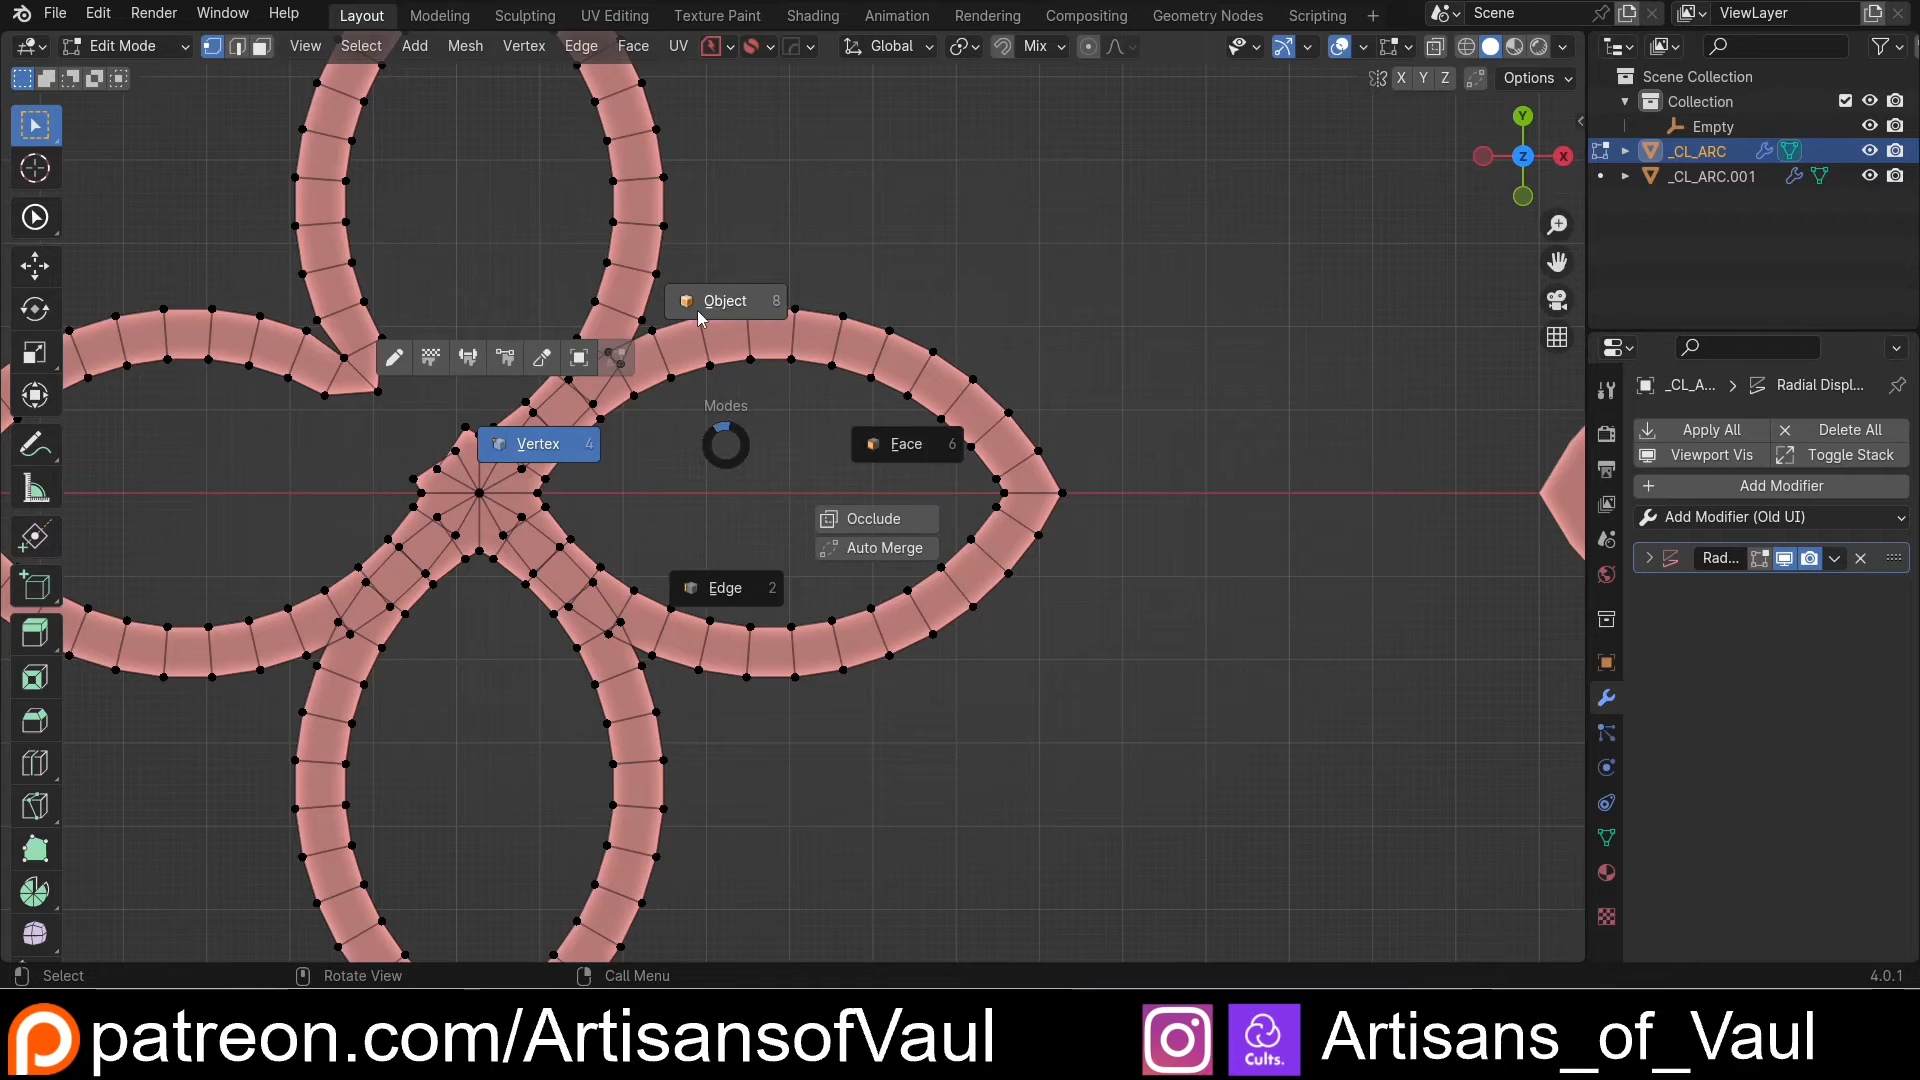 File Edit Render Window Help Layout Modeling Sculpting UV Editing Texture Paint Shading Animation Rendering Compositing Geometry Nodes Scripting + Scene ViewLayer
Edit Mode View Select Add Mesh Vertex Edge Face UV Global Mix
X Y Z Options
Scene Collection
Collection
Empty
_CL_ARC
_CL_ARC.001
Y
Z X
Object 8
Modes
Vertex 4
Face 6
Occlude
Auto Merge
Edge 2
_CL_A... > Radial Displ...
Apply All Delete All
Viewport Vis Toggle Stack
Add Modifier
Add Modifier (Old UI)
Rad...
Select Rotate View Call Menu 4.0.1
patreon.com/ArtisansofVaul Cults. Artisans_of_Vaul